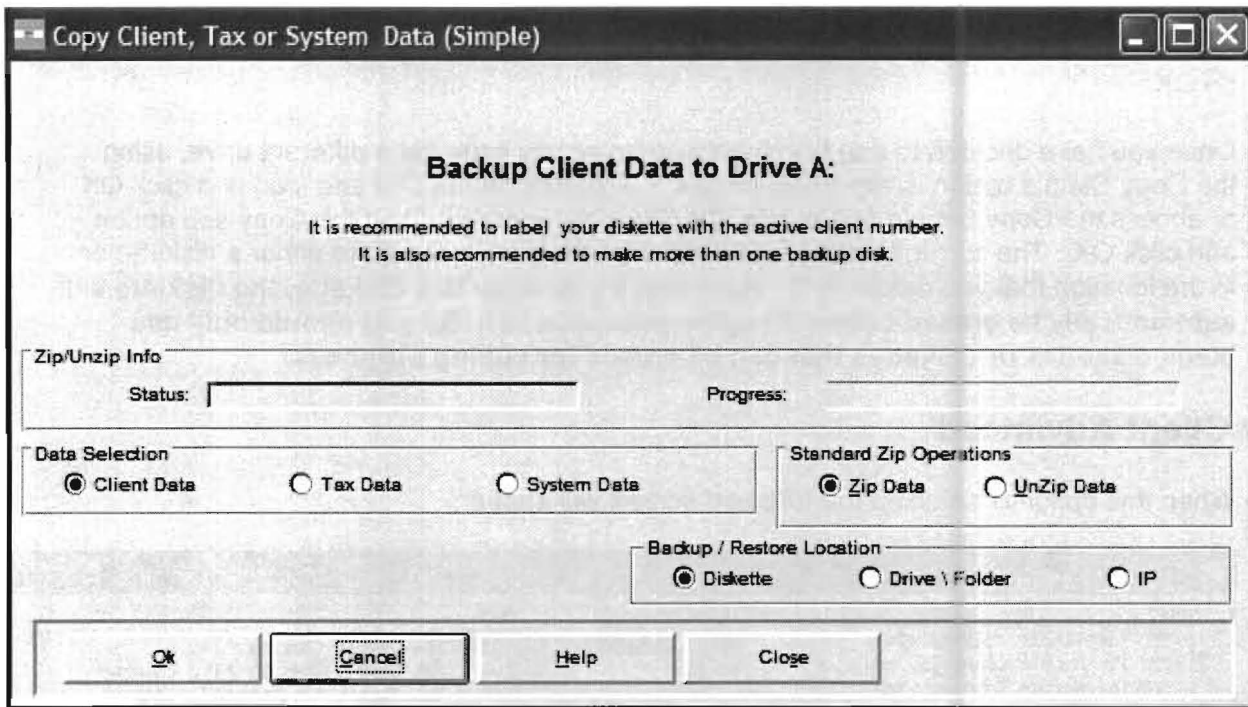 Copy Client, Tax or System Data (Simple)
Backup Client Data to Drive A:
It is recommended to label your diskette with the active client number.
It is also recommended to make more than one backup disk.
Zip/Unzip Info
Status:
Progress:
Data Selection
Client Data
Tax Data
System Data
Standard Zip Operations
Zip Data
UnZip Data
Backup / Restore Location
Diskette
Drive \ Folder
IP
Ok
Cancel
Help
Close